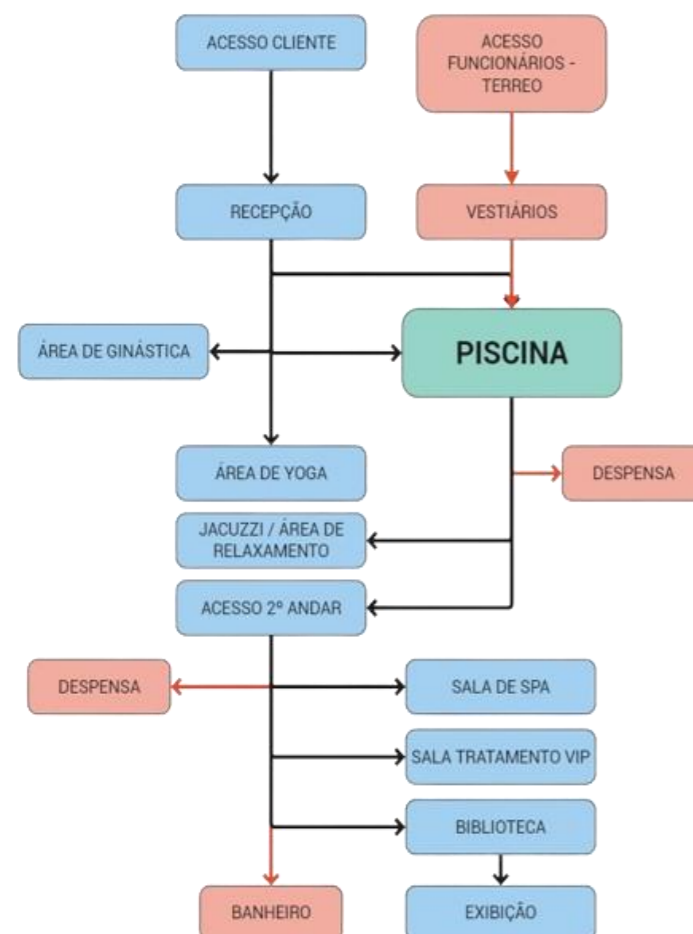 ACESSO CLIENTE
ACESSO
FUNCIONÁRIOS -
TERREO
RECEPÇÃO
VESTIÁRIOS
ÁREA DE GINÁSTICA
PISCINA
ÁREA DE YOGA
DESPENSA
JACUZZI / ÁREA DE
RELAXAMENTO
ACESSO 2º ANDAR
DESPENSA
SALA DE SPA
SALA TRATAMENTO VIP
BIBLIOTECA
BANHEIRO
EXIBIÇÃO